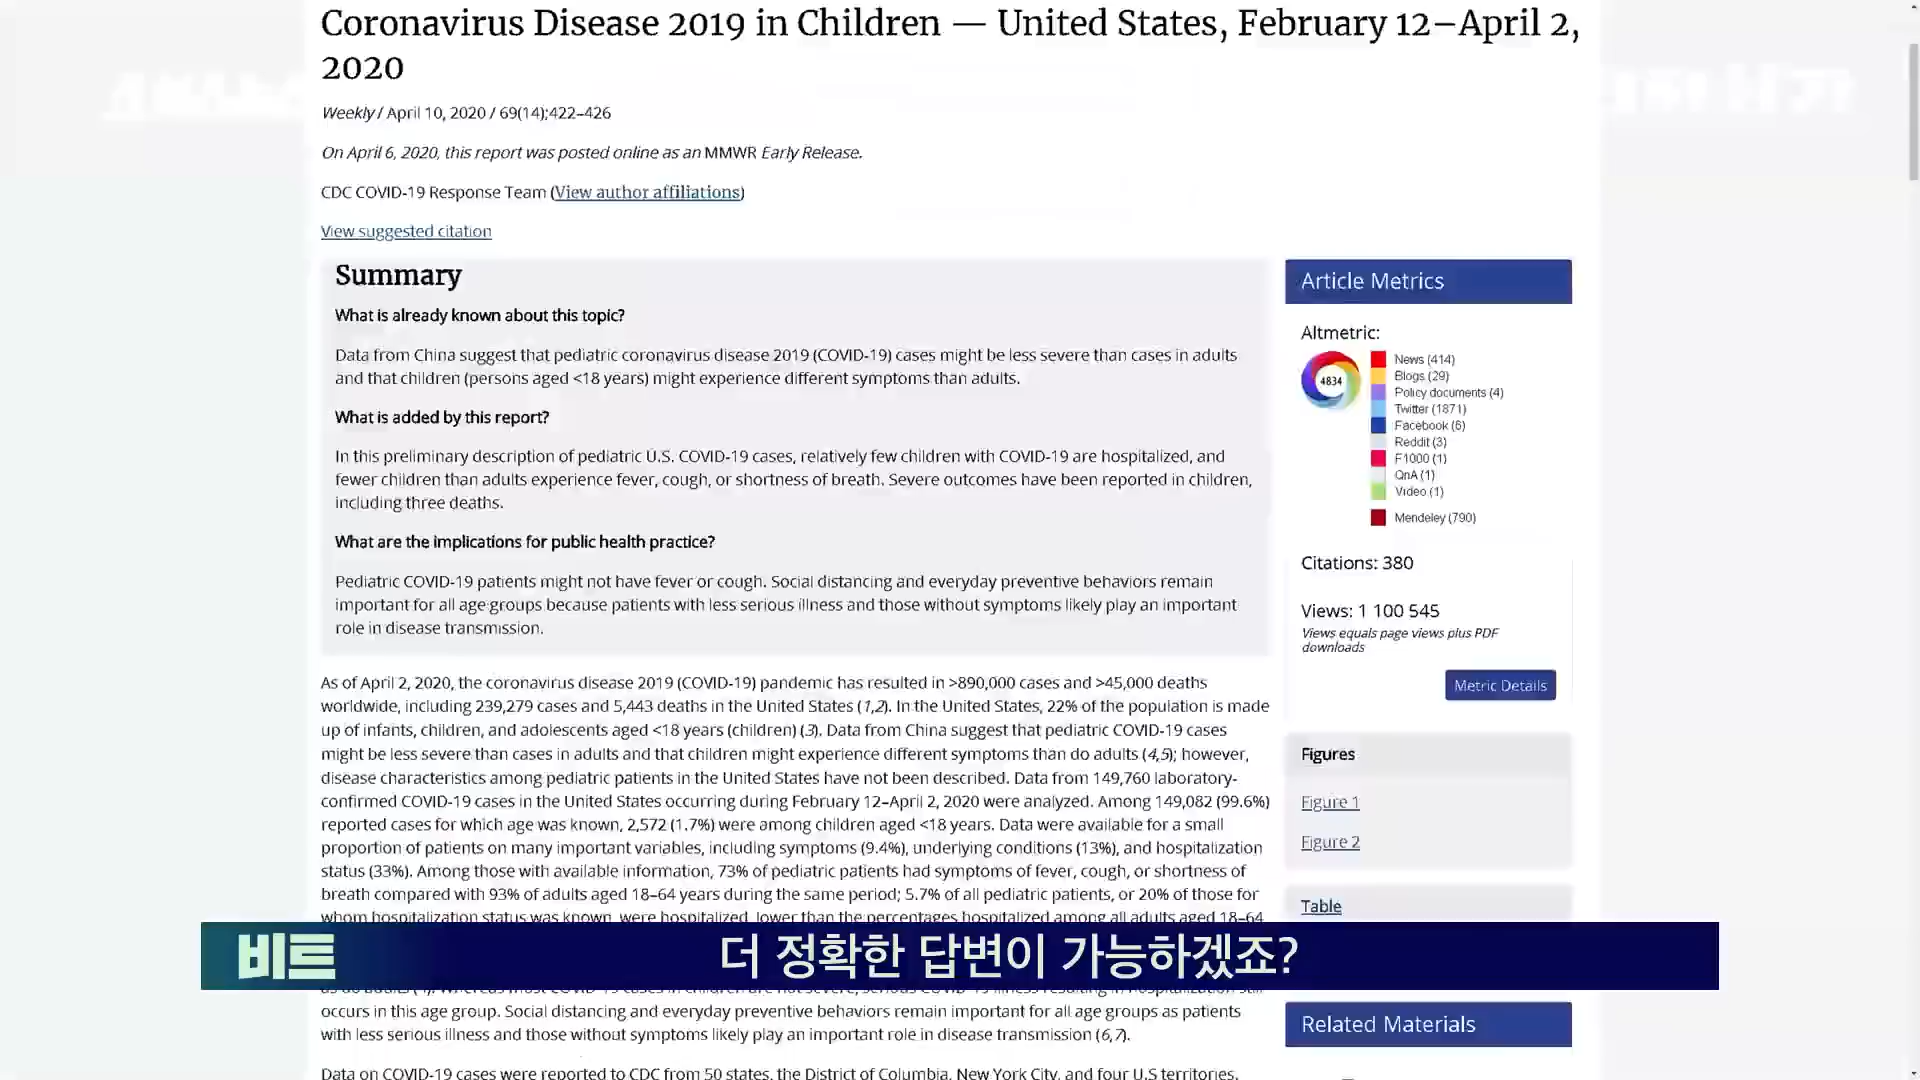 Coronavirus Disease 2019 in Children — United States, February 12–April 2,
2020
Weekly / April 10, 2020 / 69(14);422–426
On April 6, 2020, this report was posted online as an MMWR Early Release.
CDC COVID-19 Response Team (View author affiliations)
View suggested citation
Summary
What is already known about this topic?
Data from China suggest that pediatric coronavirus disease 2019 (COVID-19) cases might be less severe than cases in adults
and that children (persons aged <18 years) might experience different symptoms than adults.
What is added by this report?
In this preliminary description of pediatric U.S. COVID-19 cases, relatively few children with COVID-19 are hospitalized, and
fewer children than adults experience fever, cough, or shortness of breath. Severe outcomes have been reported in children,
including three deaths.
What are the implications for public health practice?
Pediatric COVID-19 patients might not have fever or cough. Social distancing and everyday preventive behaviors remain
important for all age groups because patients with less serious illness and those without symptoms likely play an important
role in disease transmission.
As of April 2, 2020, the coronavirus disease 2019 (COVID-19) pandemic has resulted in >890,000 cases and >45,000 deaths
worldwide, including 239,279 cases and 5,443 deaths in the United States (1,2). In the United States, 22% of the population is made
up of infants, children, and adolescents aged <18 years (children) (3). Data from China suggest that pediatric COVID-19 cases
might be less severe than cases in adults and that children might experience different symptoms than do adults (4,5); however,
disease characteristics among pediatric patients in the United States have not been described. Data from 149,760 laboratory-
confirmed COVID-19 cases in the United States occurring during February 12–April 2, 2020 were analyzed. Among 149,082 (99.6%)
reported cases for which age was known, 2,572 (1.7%) were among children aged <18 years. Data were available for a small
proportion of patients on many important variables, including symptoms (9.4%), underlying conditions (13%), and hospitalization
status (33%). Among those with available information, 73% of pediatric patients had symptoms of fever, cough, or shortness of
breath compared with 93% of adults aged 18–64 years during the same period; 5.7% of all pediatric patients, or 20% of those for
whom hospitalization status was known, were hospitalized, lower than the percentages hospitalized among all adults aged 18–64
occurs in this age group. Social distancing and everyday preventive behaviors remain important for all age groups as patients
with less serious illness and those without symptoms likely play an important role in disease transmission (6,7).
Data on COVID-19 cases were reported to CDC from 50 states, the District of Columbia, New York City, and four U.S territories.
Article Metrics
Altmetric:
4834
News (414)
Blogs (29)
Policy documents (4)
Twitter (1871)
Facebook (6)
Reddit (3)
F1000 (1)
QnA (1)
Video (1)
Mendeley (790)
Citations: 380
Views: 1 100 545
Views equals page views plus PDF
downloads
Metric Details
Figures
Figure 1
Figure 2
Table
Related Materials
비트
더 정확한 답변이 가능하겠죠?